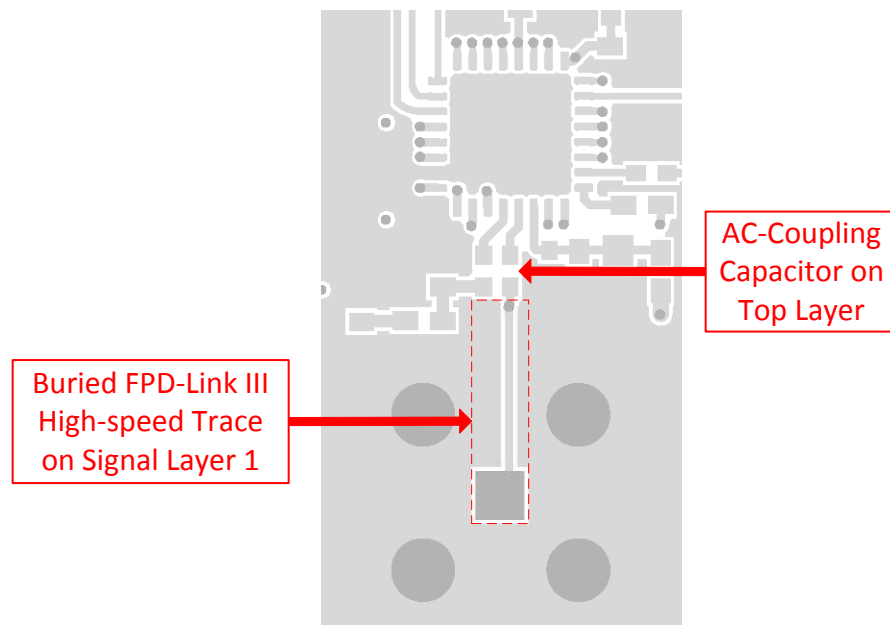 AC-Coupling
Capacitor on
Top Layer
Buried FPD-Link III
High-speed Trace
on Signal Layer 1